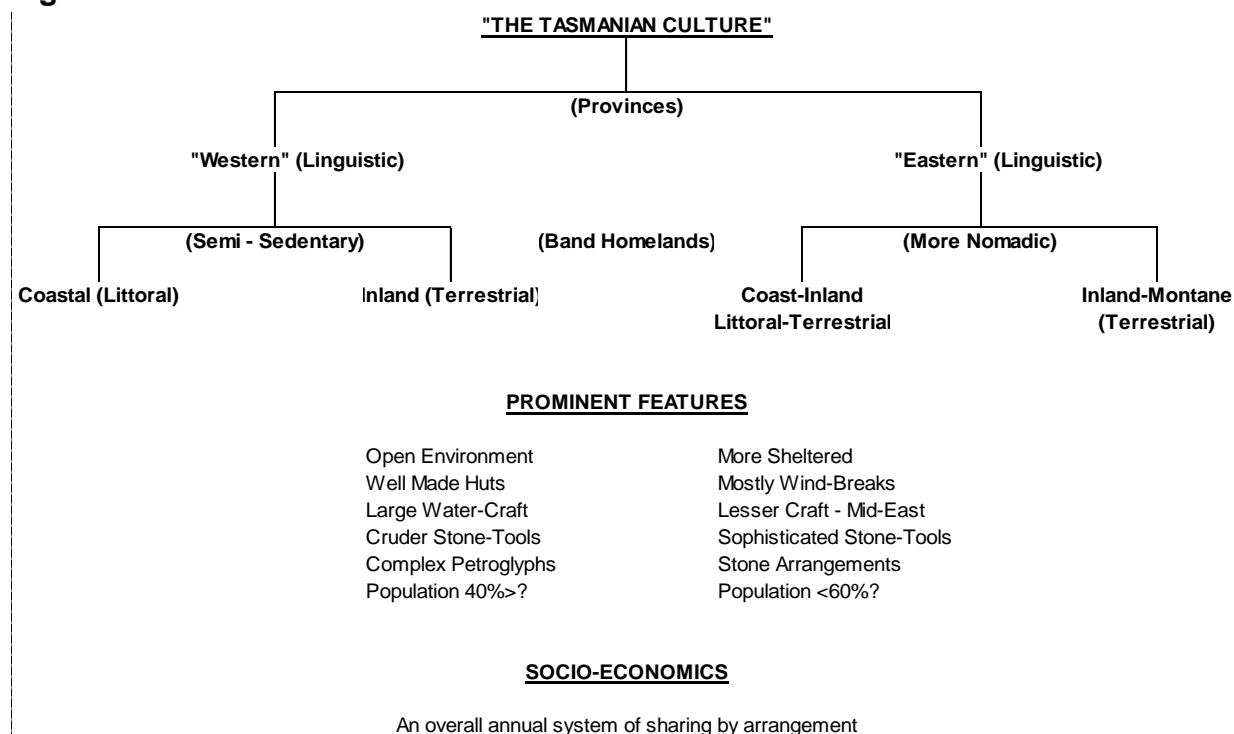 "THE TASMANIAN CULTURE"
(Provinces)
"Western" (Linguistic) "Eastern" (Linguistic)
(Semi - Sedentary) (Band Homelands) (More Nomadic)
Coastal (Littoral) Inland (Terrestrial) Coast-Inland Inland-Montane
Littoral-Terrestrial (Terrestrial)
PROMINENT FEATURES
Open Environment More Sheltered
Well Made Huts Mostly Wind-Breaks
Large Water-Craft Lesser Craft - Mid-East
Cruder Stone-Tools Sophisticated Stone-Tools
Complex Petroglyphs Stone Arrangements
Population 40%>? Population <60%?
SOCIO-ECONOMICS
An overall annual system of sharing by arrangement